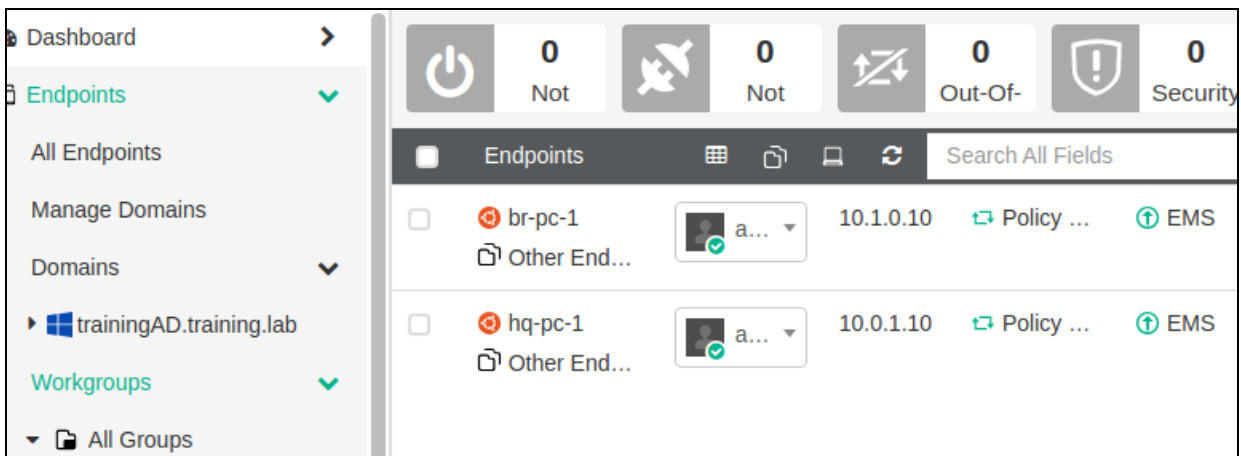 Dashboard
Endpoints
All Endpoints
Manage Domains
Domains
trainingAD.training.lab
Workgroups
All Groups
0
Not
0
Not
0
Out-Of-
0
Security
Endpoints
Search All Fields
br-pc-1
Other End...
a...
10.1.0.10
Policy ...
EMS
hq-pc-1
Other End...
a...
10.0.1.10
Policy ...
EMS